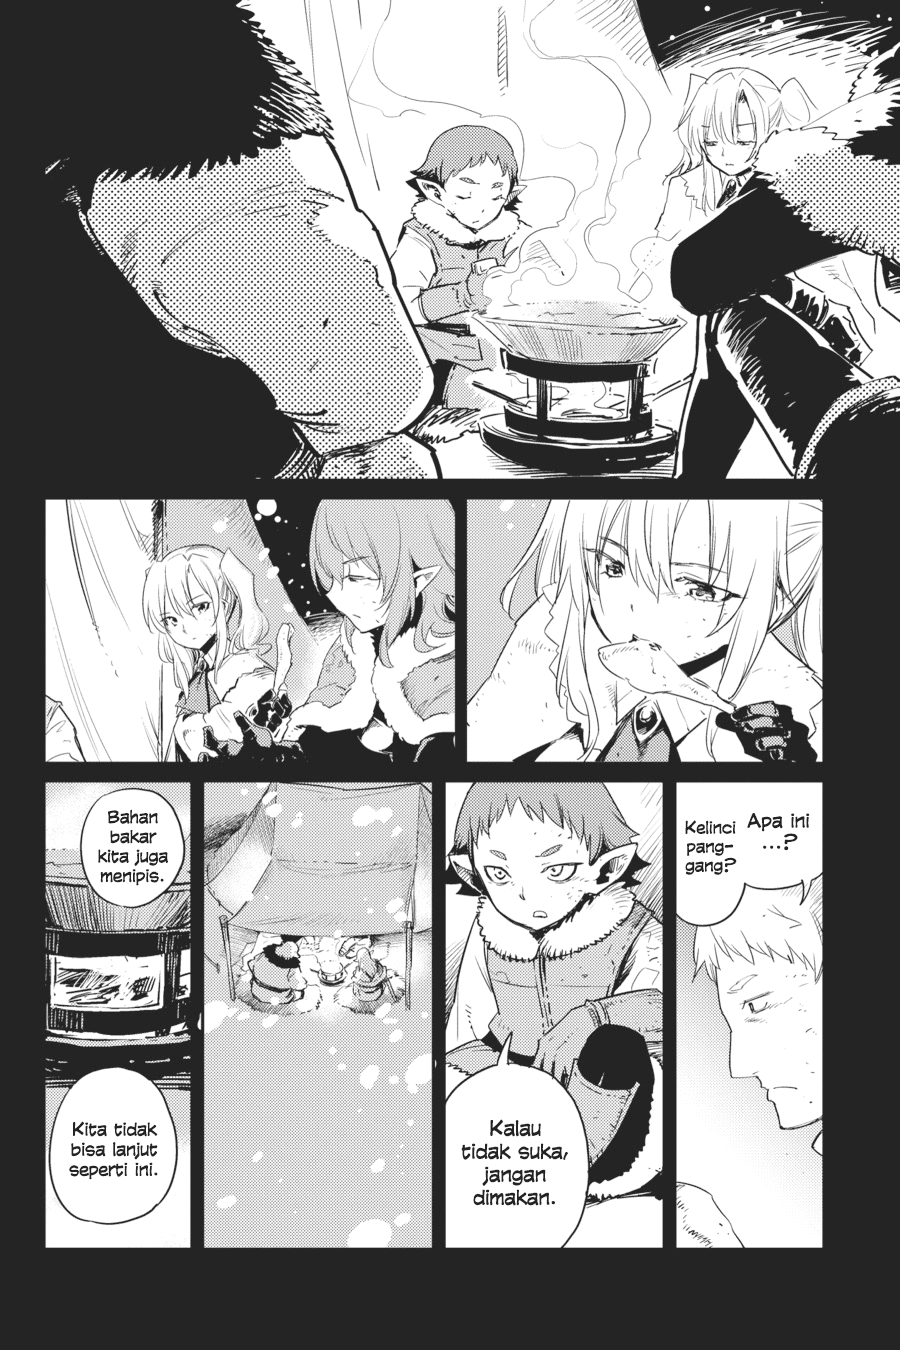 Apa ini
...?
Kelinci
pang-
gang?
Kalau
tidak suka,
jangan
dimakan.
Bahan
bakar
kita juga
menipis.
Kita tidak
bisa lanjut
seperti ini.